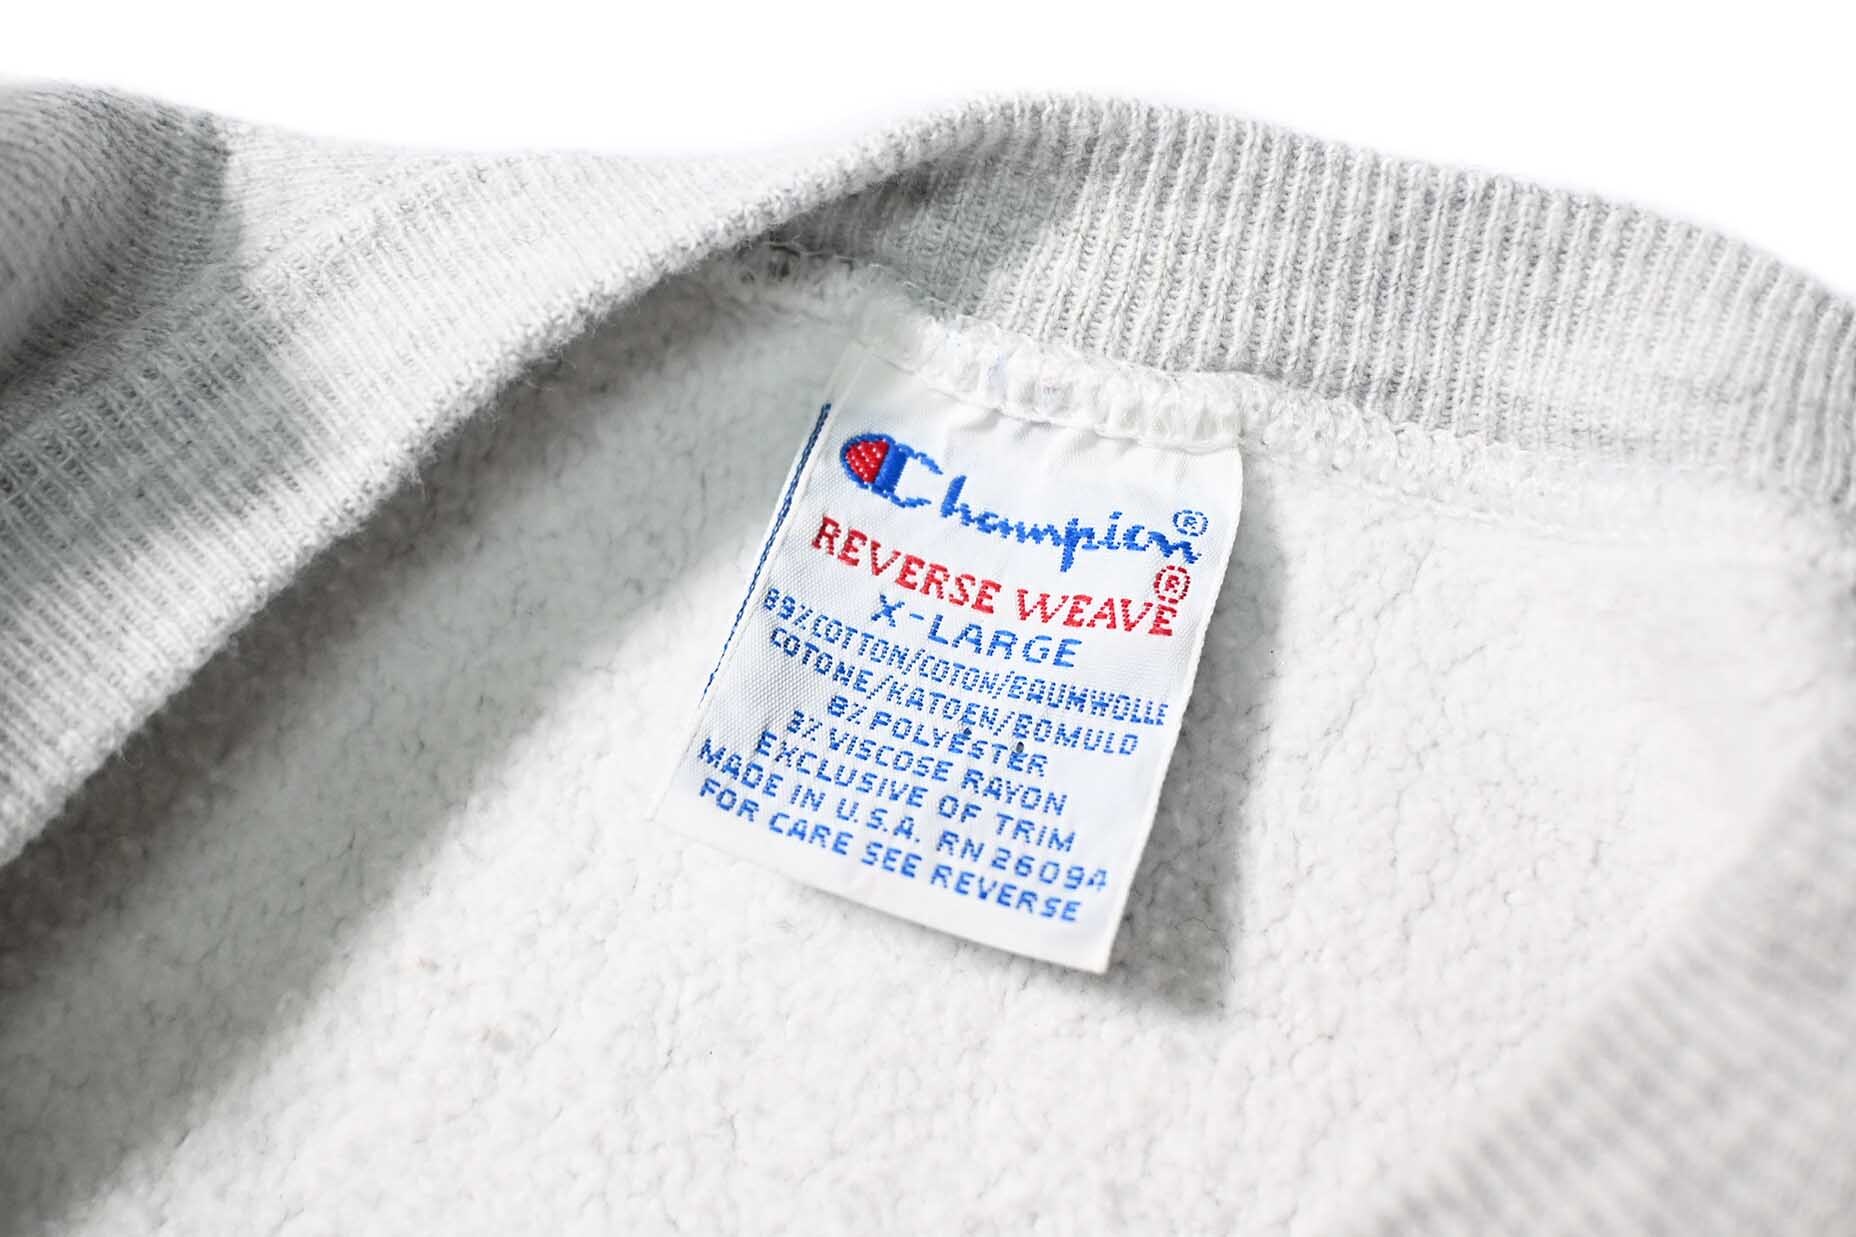 Champion®
REVERSE WEAVE®
X-LARGE
89%COTTON/COTON/BAUMWOLLE
COTONE/KATOEN/BOMULD
8% POLYESTER
3% VISCOSE RAYON
EXCLUSIVE OF TRIM
MADE IN U.S.A. RN 26094
FOR CARE SEE REVERSE